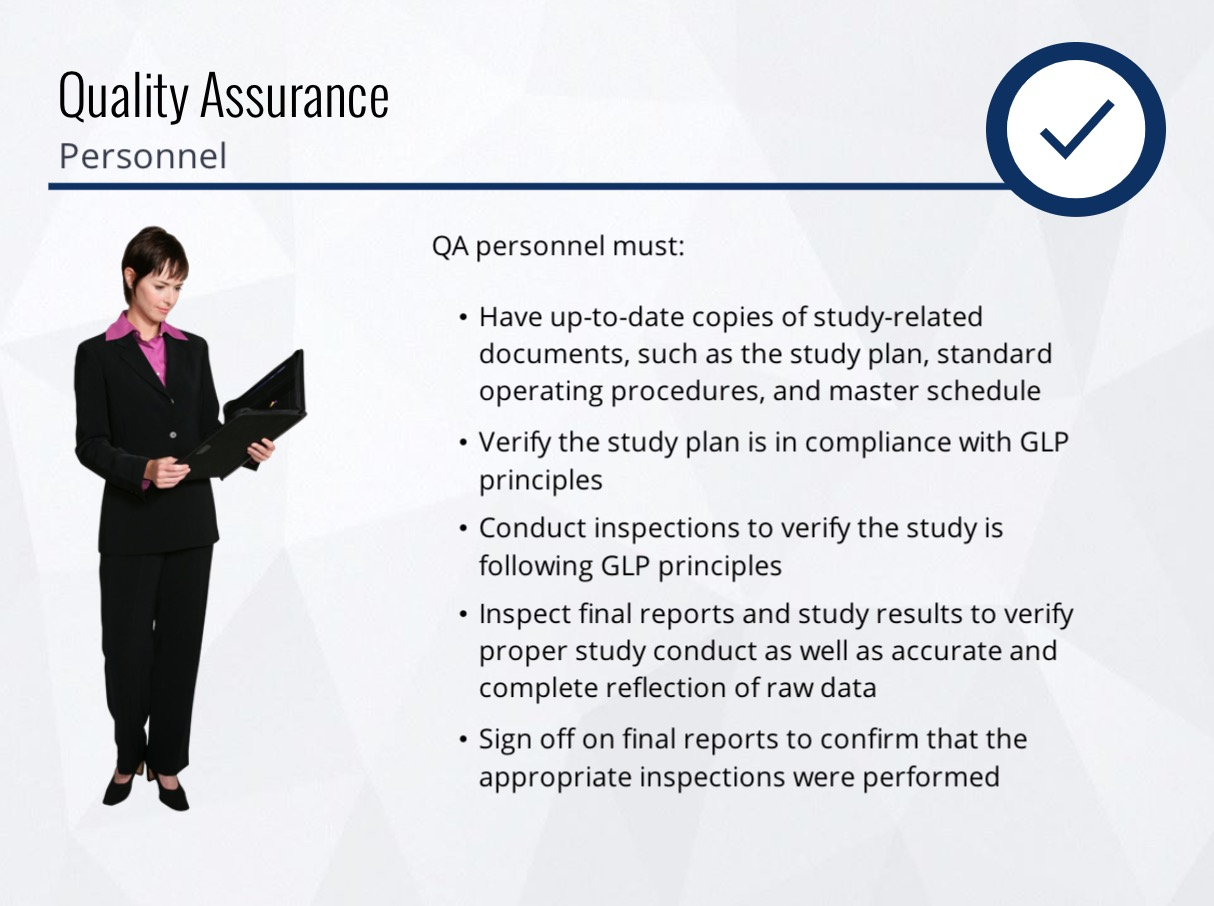 Quality Assurance
Personnel
QA personnel must:
• Have up-to-date copies of study-related
documents, such as the study plan, standard
operating procedures, and master schedule
• Verify the study plan is in compliance with GLP
principles
• Conduct inspections to verify the study is
following GLP principles
• Inspect final reports and study results to verify
proper study conduct as well as accurate and
complete reflection of raw data
• Sign off on final reports to confirm that the
appropriate inspections were performed